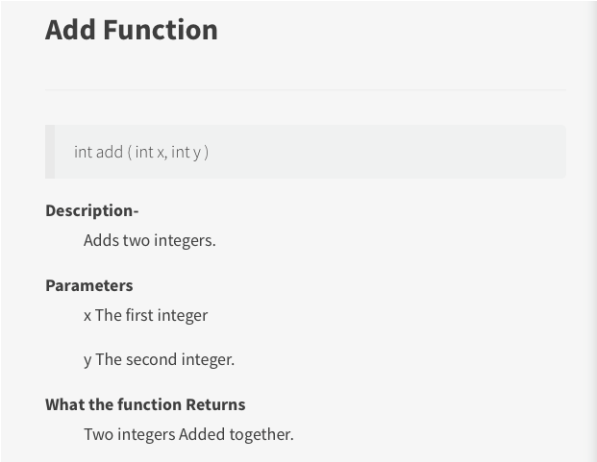 Add Function
int add ( int x, int y )
Description-
Adds two integers.
Parameters
x The first integer
y The second integer.
What the function Returns
Two integers Added together.